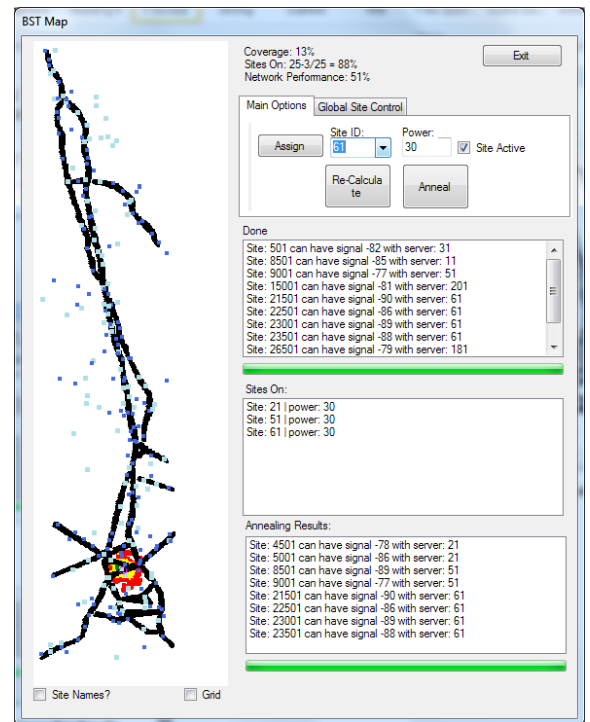 BST Map
Coverage: 13%
Sites On: 25-3/25 = 88%
Network Perfomance: 51%
Exit
Main Options
Global Site Control
Site ID:
Power:
Assign
61
30
Site Active
Re-Calcula
te
Anneal
Done
Site: 501 can have signal -82 with server: 31
Site: 8501 can have signal -85 with server: 11
Site: 9001 can have signal -77 with server: 51
Site: 15001 can have signal -81 with server: 201
Site: 21501 can have signal -90 with server: 61
Site: 22501 can have signal -86 with server: 61
Site: 23001 can have signal -89 with server: 61
Site: 23501 can have signal -88 with server: 61
Site: 26501 can have signal -79 with server: 181
Sites On:
Site: 21 | power: 30
Site: 51 | power: 30
Site: 61 | power: 30
Annealing Results:
Site: 4501 can have signal -78 with server: 21
Site: 5001 can have signal -86 with server: 21
Site: 8501 can have signal -89 with server: 51
Site: 9001 can have signal -77 with server: 51
Site: 21501 can have signal -90 with server: 61
Site: 22501 can have signal -86 with server: 61
Site: 23001 can have signal -89 with server: 61
Site: 23501 can have signal -88 with server: 61
Site Names?
Grid